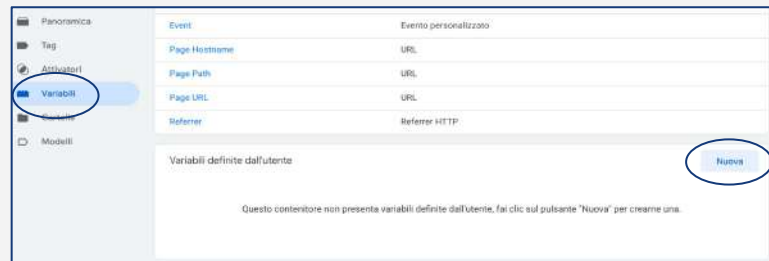 Panoramica
Tag
Attivatori
Variabili
Cartelle
Modelli
Event Evento personalizzato
Page Hostname URL
Page Path URL
Page URL URL
Referrer Referrer HTTP
Variabili definite dall'utente Nuova
Questo contenitore non presenta variabili definite dall'utente, fai clic sul pulsante "Nuova" per crearne una.